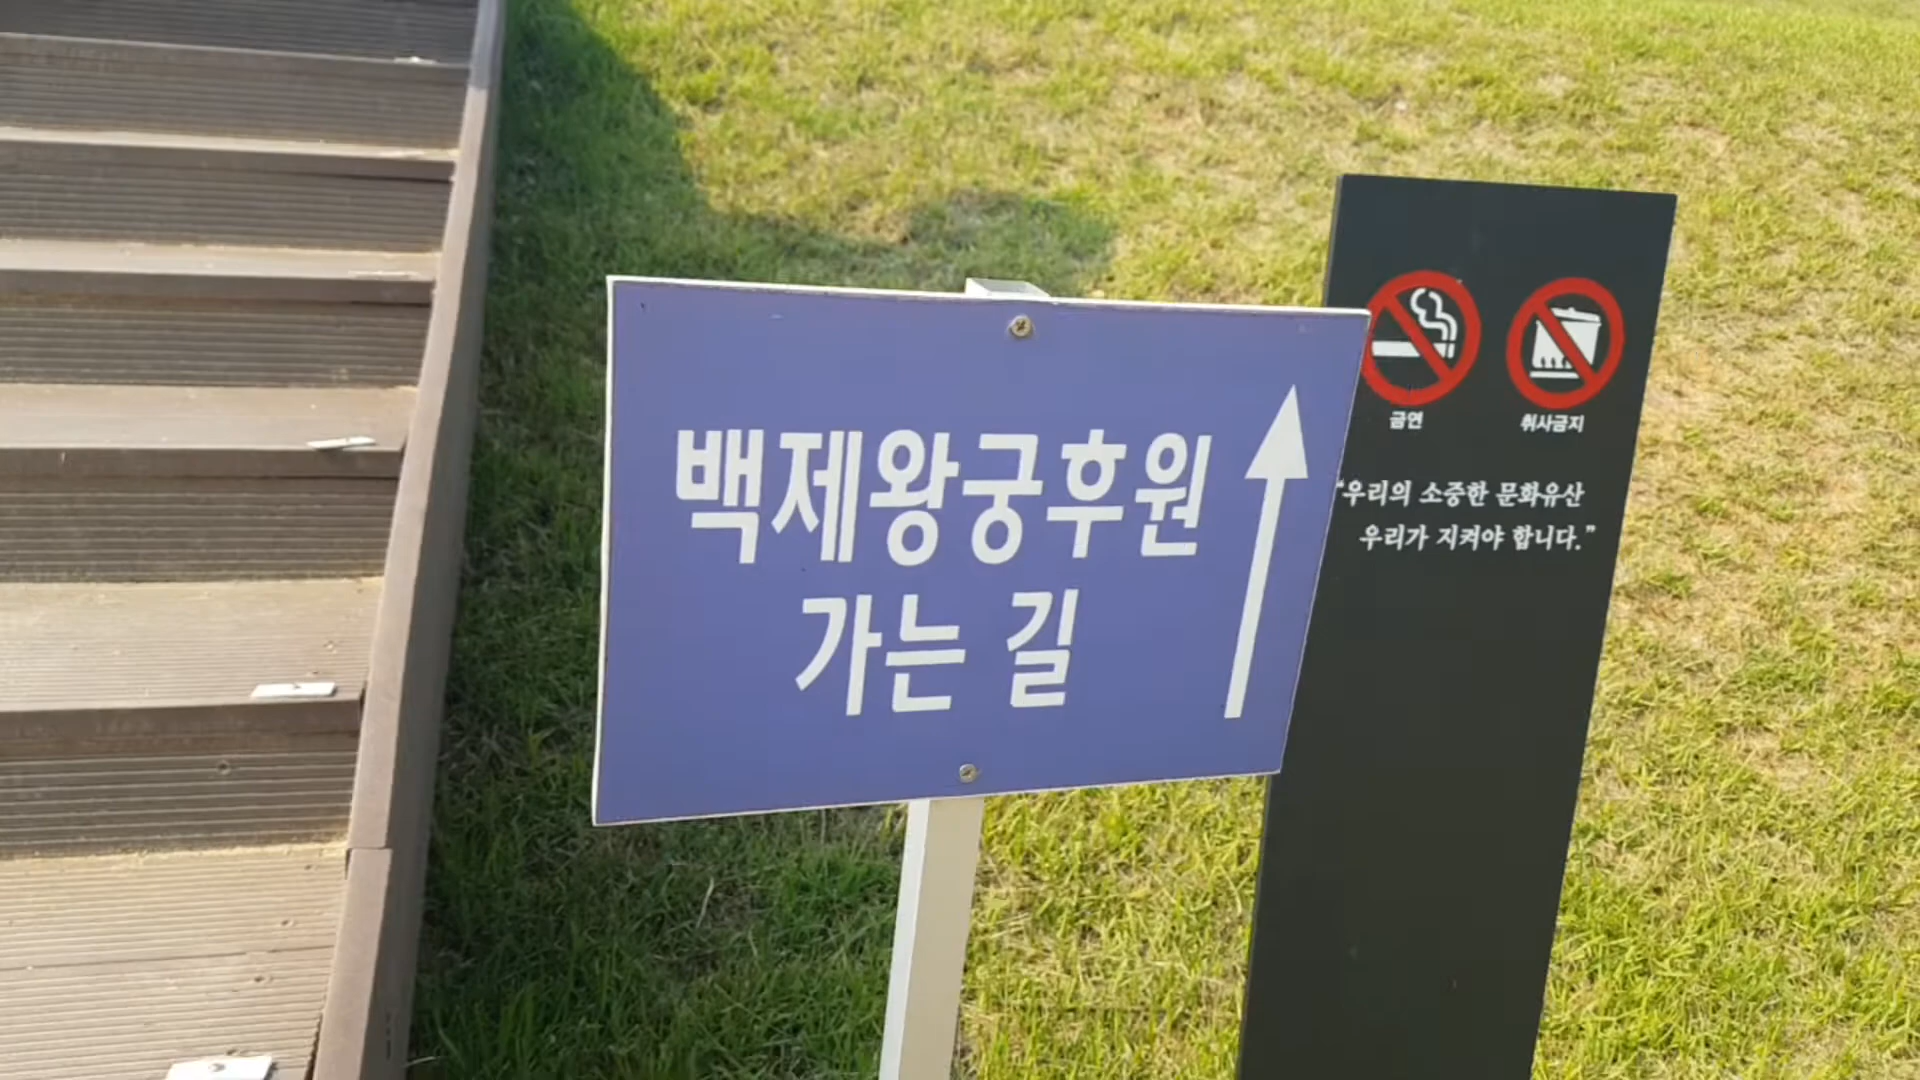 백제왕궁후원
가는 길
금연
취사금지
“우리의 소중한 문화유산
우리가 지켜야 합니다.”